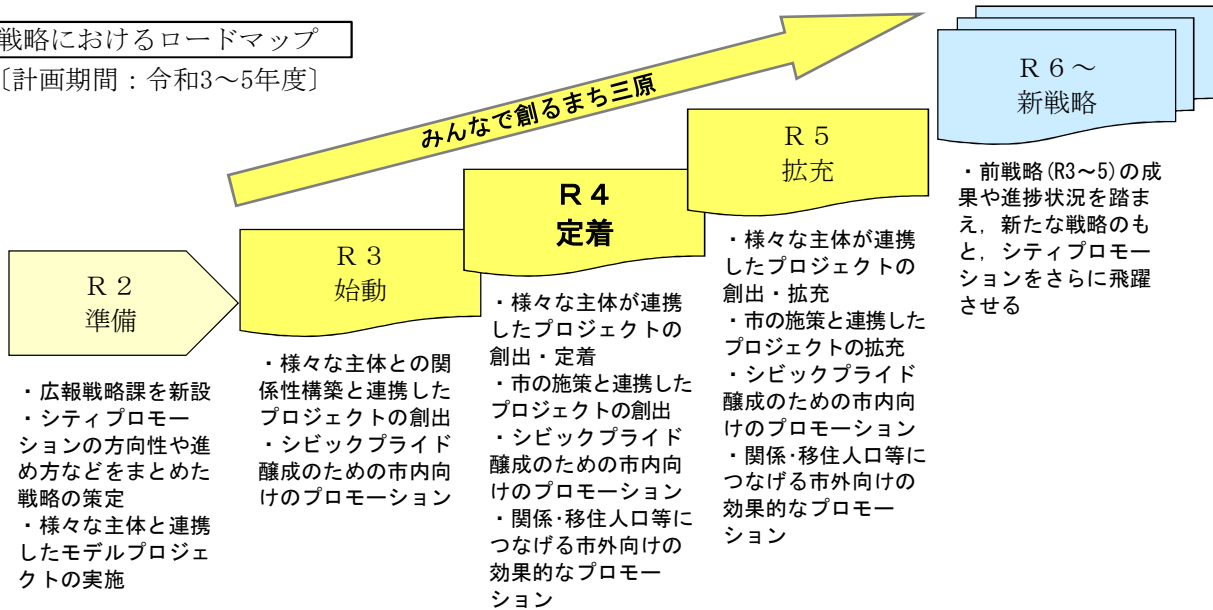 戦略におけるロードマップ
〔計画期間：令和3～5年度〕
みんなで創るまち三原
Ｒ２
準備
・広報戦略課を新設
・シティプロモー
ションの方向性や進
め方などをまとめた
戦略の策定
・様々な主体と連携
したモデルプロジェ
クトの実施
Ｒ３
始動
・様々な主体との関
係性構築と連携した
プロジェクトの創出
・シビックプライド
醸成のための市内向
けのプロモーション
Ｒ４
定着
・様々な主体が連携
したプロジェクトの
創出・定着
・市の施策と連携した
プロジェクトの創出
・シビックプライド
醸成のための市内向
けのプロモーション
・関係･移住人口等に
つなげる市外向けの
効果的なプロモー
ション
Ｒ５
拡充
・様々な主体が連携
したプロジェクトの
創出・拡充
・市の施策と連携した
プロジェクトの拡充
・シビックプライド
醸成のための市内向
けのプロモーション
・関係･移住人口等に
つなげる市外向けの
効果的なプロモー
ション
Ｒ６～
新戦略
・前戦略(R3～5)の成
果や進捗状況を踏ま
え，新たな戦略のも
と，シティプロモー
ションをさらに飛躍
させる